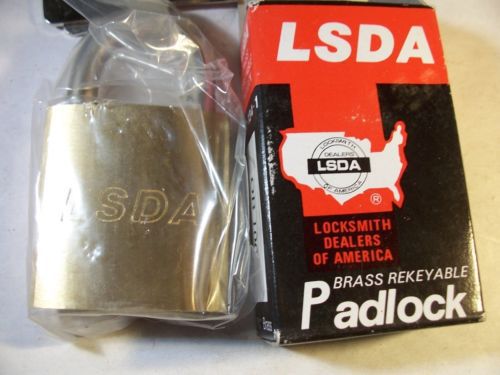 LSDA
LSDA
LOCKSMITH
DEALERS
LSDA
OF AMERICA
®
LOCKSMITH
DEALERS
OF AMERICA
BRASS REKEYABLE
Padlock